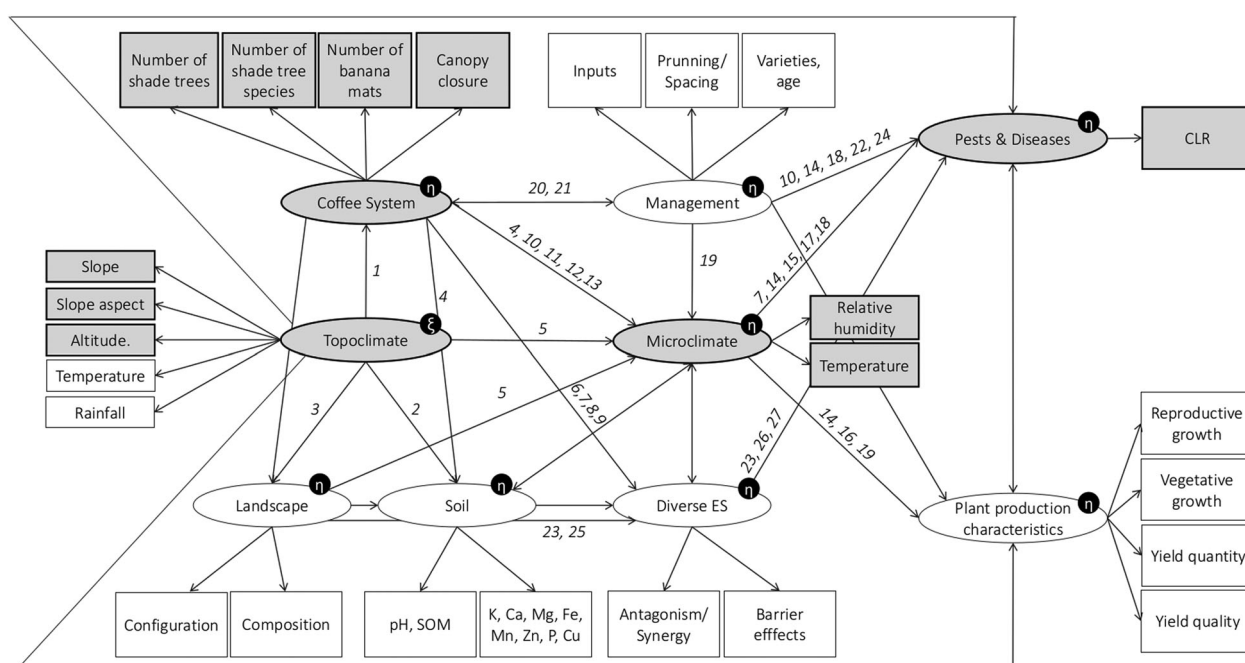 Number of
shade trees
Number of
shade tree
species
Number of
banana
mats
Canopy
closure
Inputs
Prunning/
Spacing
Varieties,
age
Pests & Diseases
η
CLR
10, 14, 18, 22, 24
Coffee System
η
20, 21
Management
η
4, 10, 11, 12,13
7, 14, 15, 17,18
1
19
4
Slope
Slope aspect
Altitude.
Temperature
Rainfall
Topoclimate
ξ
5
Microclimate
η
Relative
humidity
Temperature
3
2
5
6,7,8,9
14, 16, 19
23, 26, 27
Landscape
η
Soil
η
Diverse ES
η
23, 25
Plant production
characteristics
η
Reproductive
growth
Vegetative
growth
Yield quantity
Yield quality
Configuration
Composition
pH, SOM
K, Ca, Mg, Fe,
Mn, Zn, P, Cu
Antagonism/
Synergy
Barrier
efffects